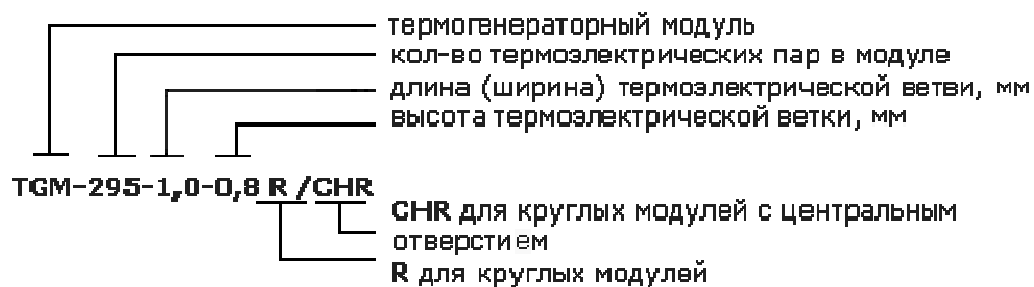 термогенераторный модуль
кол-во термоэлектрических пар в модуле
длина (ширина) термоэлектрической ветви, мм
высота термоэлектрической ветки, мм
TGM-295-1,0-0,8 R /CHR
CHR для круглых модулей с центральным
отверстием
R для круглых модулей